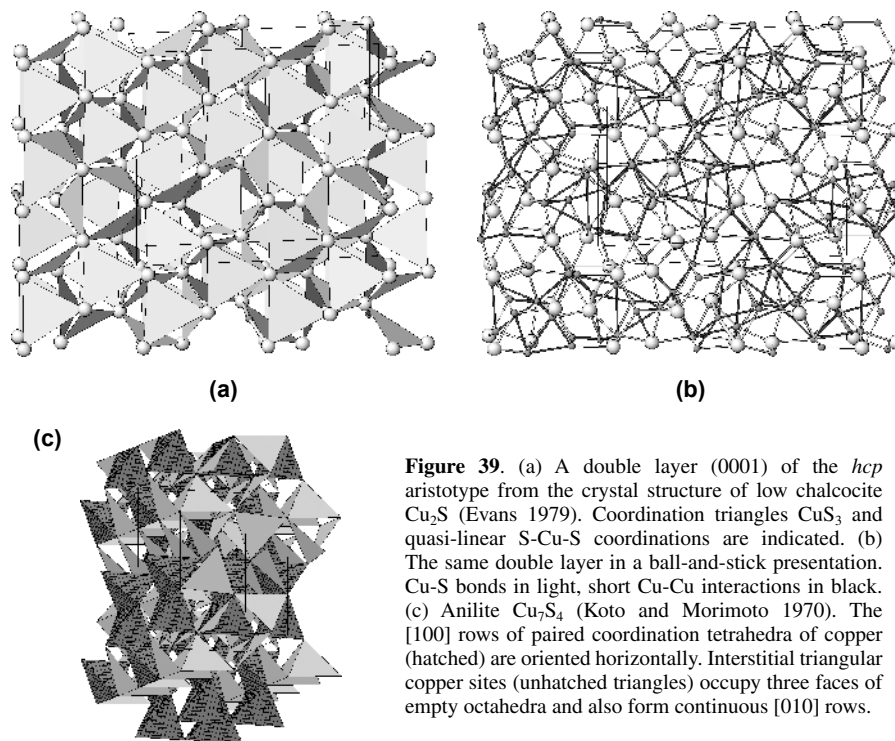 (a)
(b)
(c)
Figure 39. (a) A double layer (0001) of the hcp
aristotype from the crystal structure of low chalcocite
Cu₂S (Evans 1979). Coordination triangles CuS₃ and
quasi-linear S-Cu-S coordinations are indicated. (b)
The same double layer in a ball-and-stick presentation.
Cu-S bonds in light, short Cu-Cu interactions in black.
(c) Anilite Cu₇S₄ (Koto and Morimoto 1970). The
[100] rows of paired coordination tetrahedra of copper
(hatched) are oriented horizontally. Interstitial triangular
copper sites (unhatched triangles) occupy three faces of
empty octahedra and also form continuous [010] rows.